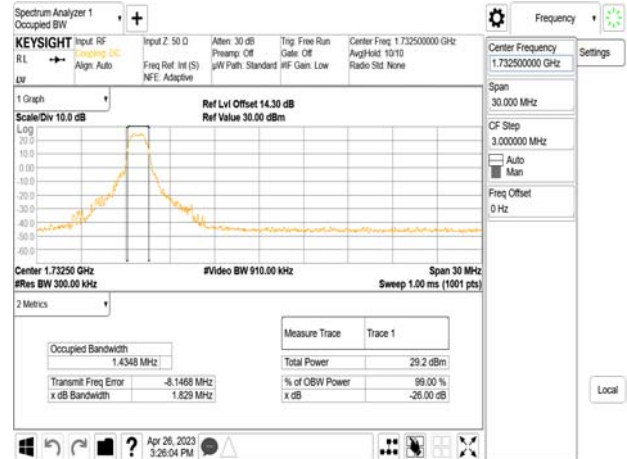 Spectrum Analyzer 1
Occupied BW
Frequency
KEYSIGHT Input: RF
Coupling: DC
Align: Auto
RL
Input Z: 50 Ω
Freq Ref: Int (S)
NFE: Adaptive
Atten: 30 dB
Preamp: Off
µW Path: Standard
Trig: Free Run
Gate: Off
#IF Gain: Low
Center Freq: 1.732500000 GHz
Avg|Hold: 10/10
Radio Std: None
Center Frequency
1.732500000 GHz
Settings
Span
30.000 MHz
CF Step
3.000000 MHz
Auto
Man
Freq Offset
0 Hz
Local
1 Graph
Scale/Div 10.0 dB
Ref Lvl Offset 14.30 dB
Ref Value 30.00 dBm
Log
20.0
10.0
0.00
-10.0
-20.0
-30.0
-40.0
-50.0
-60.0
Center 1.73250 GHz
#Video BW 910.00 kHz
Span 30 MHz
#Res BW 300.00 kHz
Sweep 1.00 ms (1001 pts)
2 Metrics
Measure Trace Trace 1
Occupied Bandwidth
1.4348 MHz
Total Power 29.2 dBm
Transmit Freq Error -8.1468 MHz
% of OBW Power 99.00 %
x dB Bandwidth 1.829 MHz
x dB -26.00 dB
Apr 26, 2023
3:26:04 PM